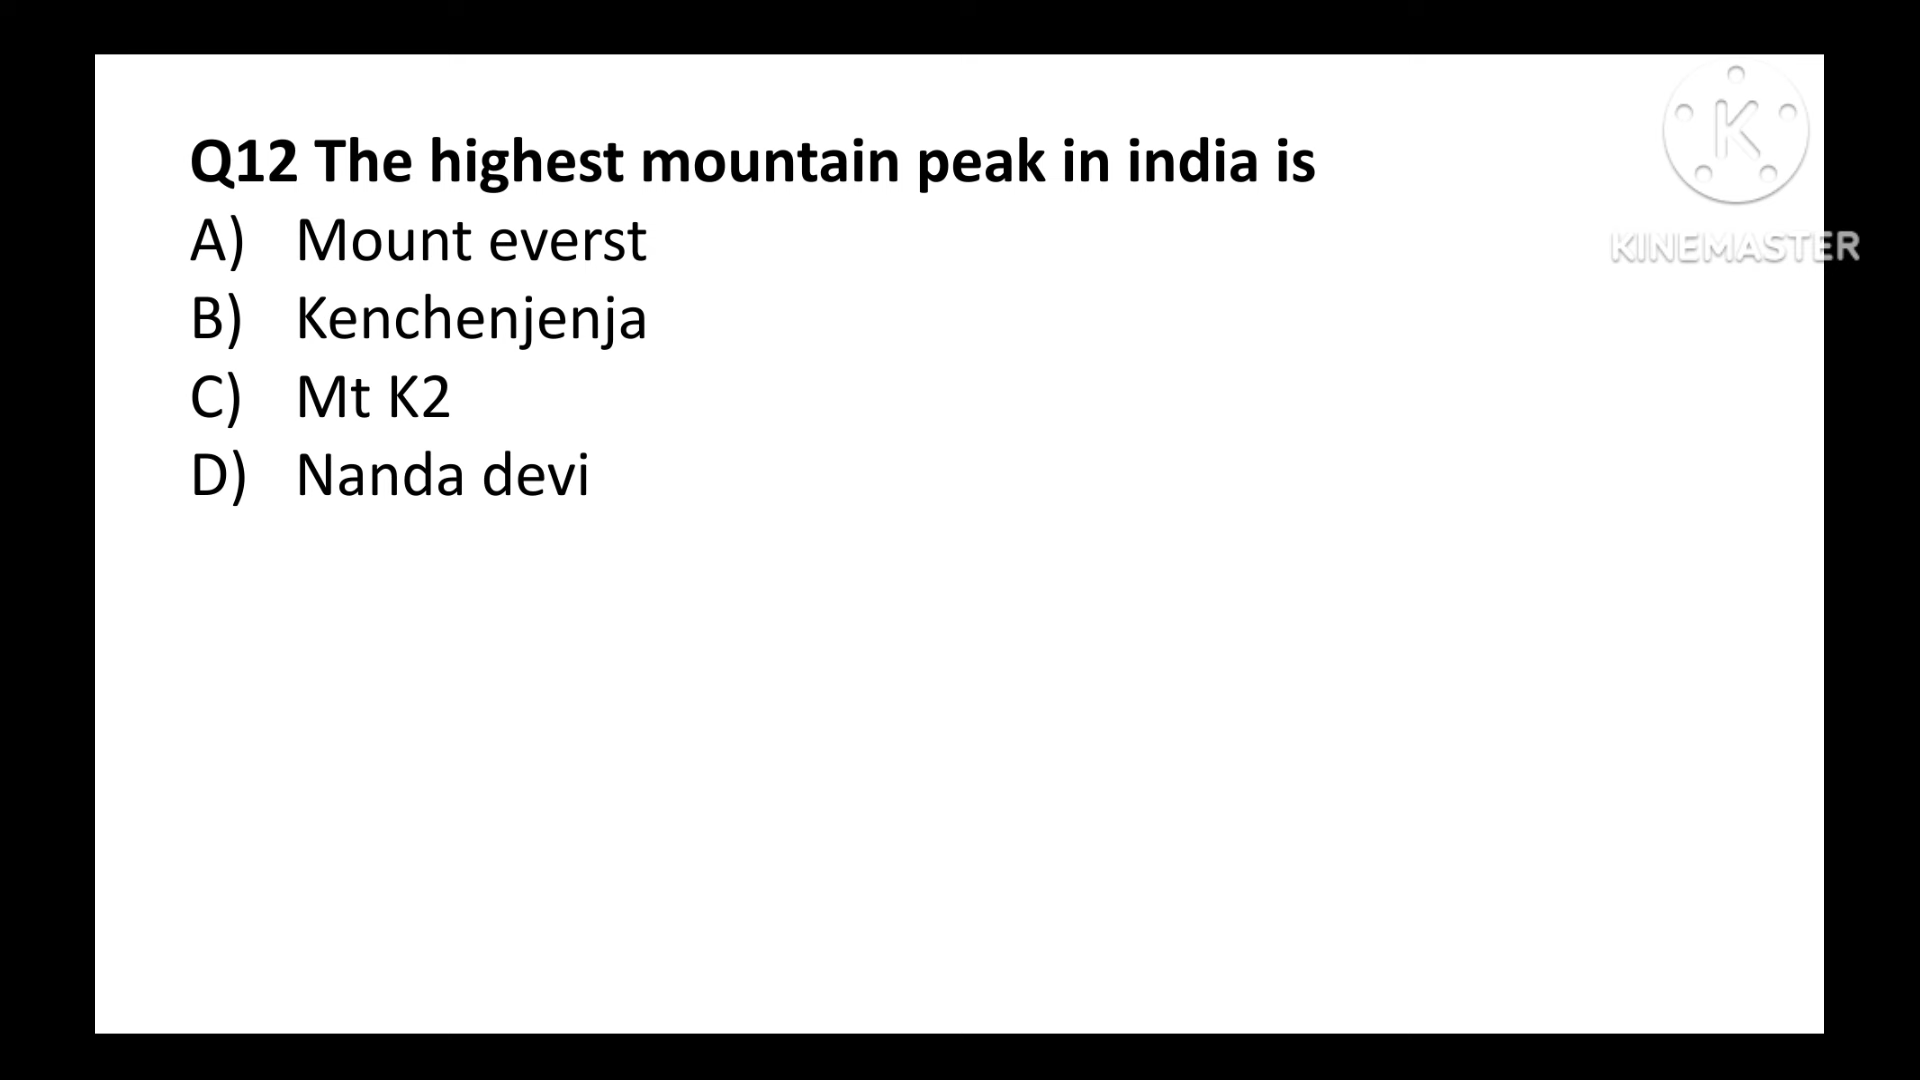 Q12 The highest mountain peak in india is
A) Mount everst
B) Kenchenjenja
C) Mt K2
D) Nanda devi
K
KINEMASTER